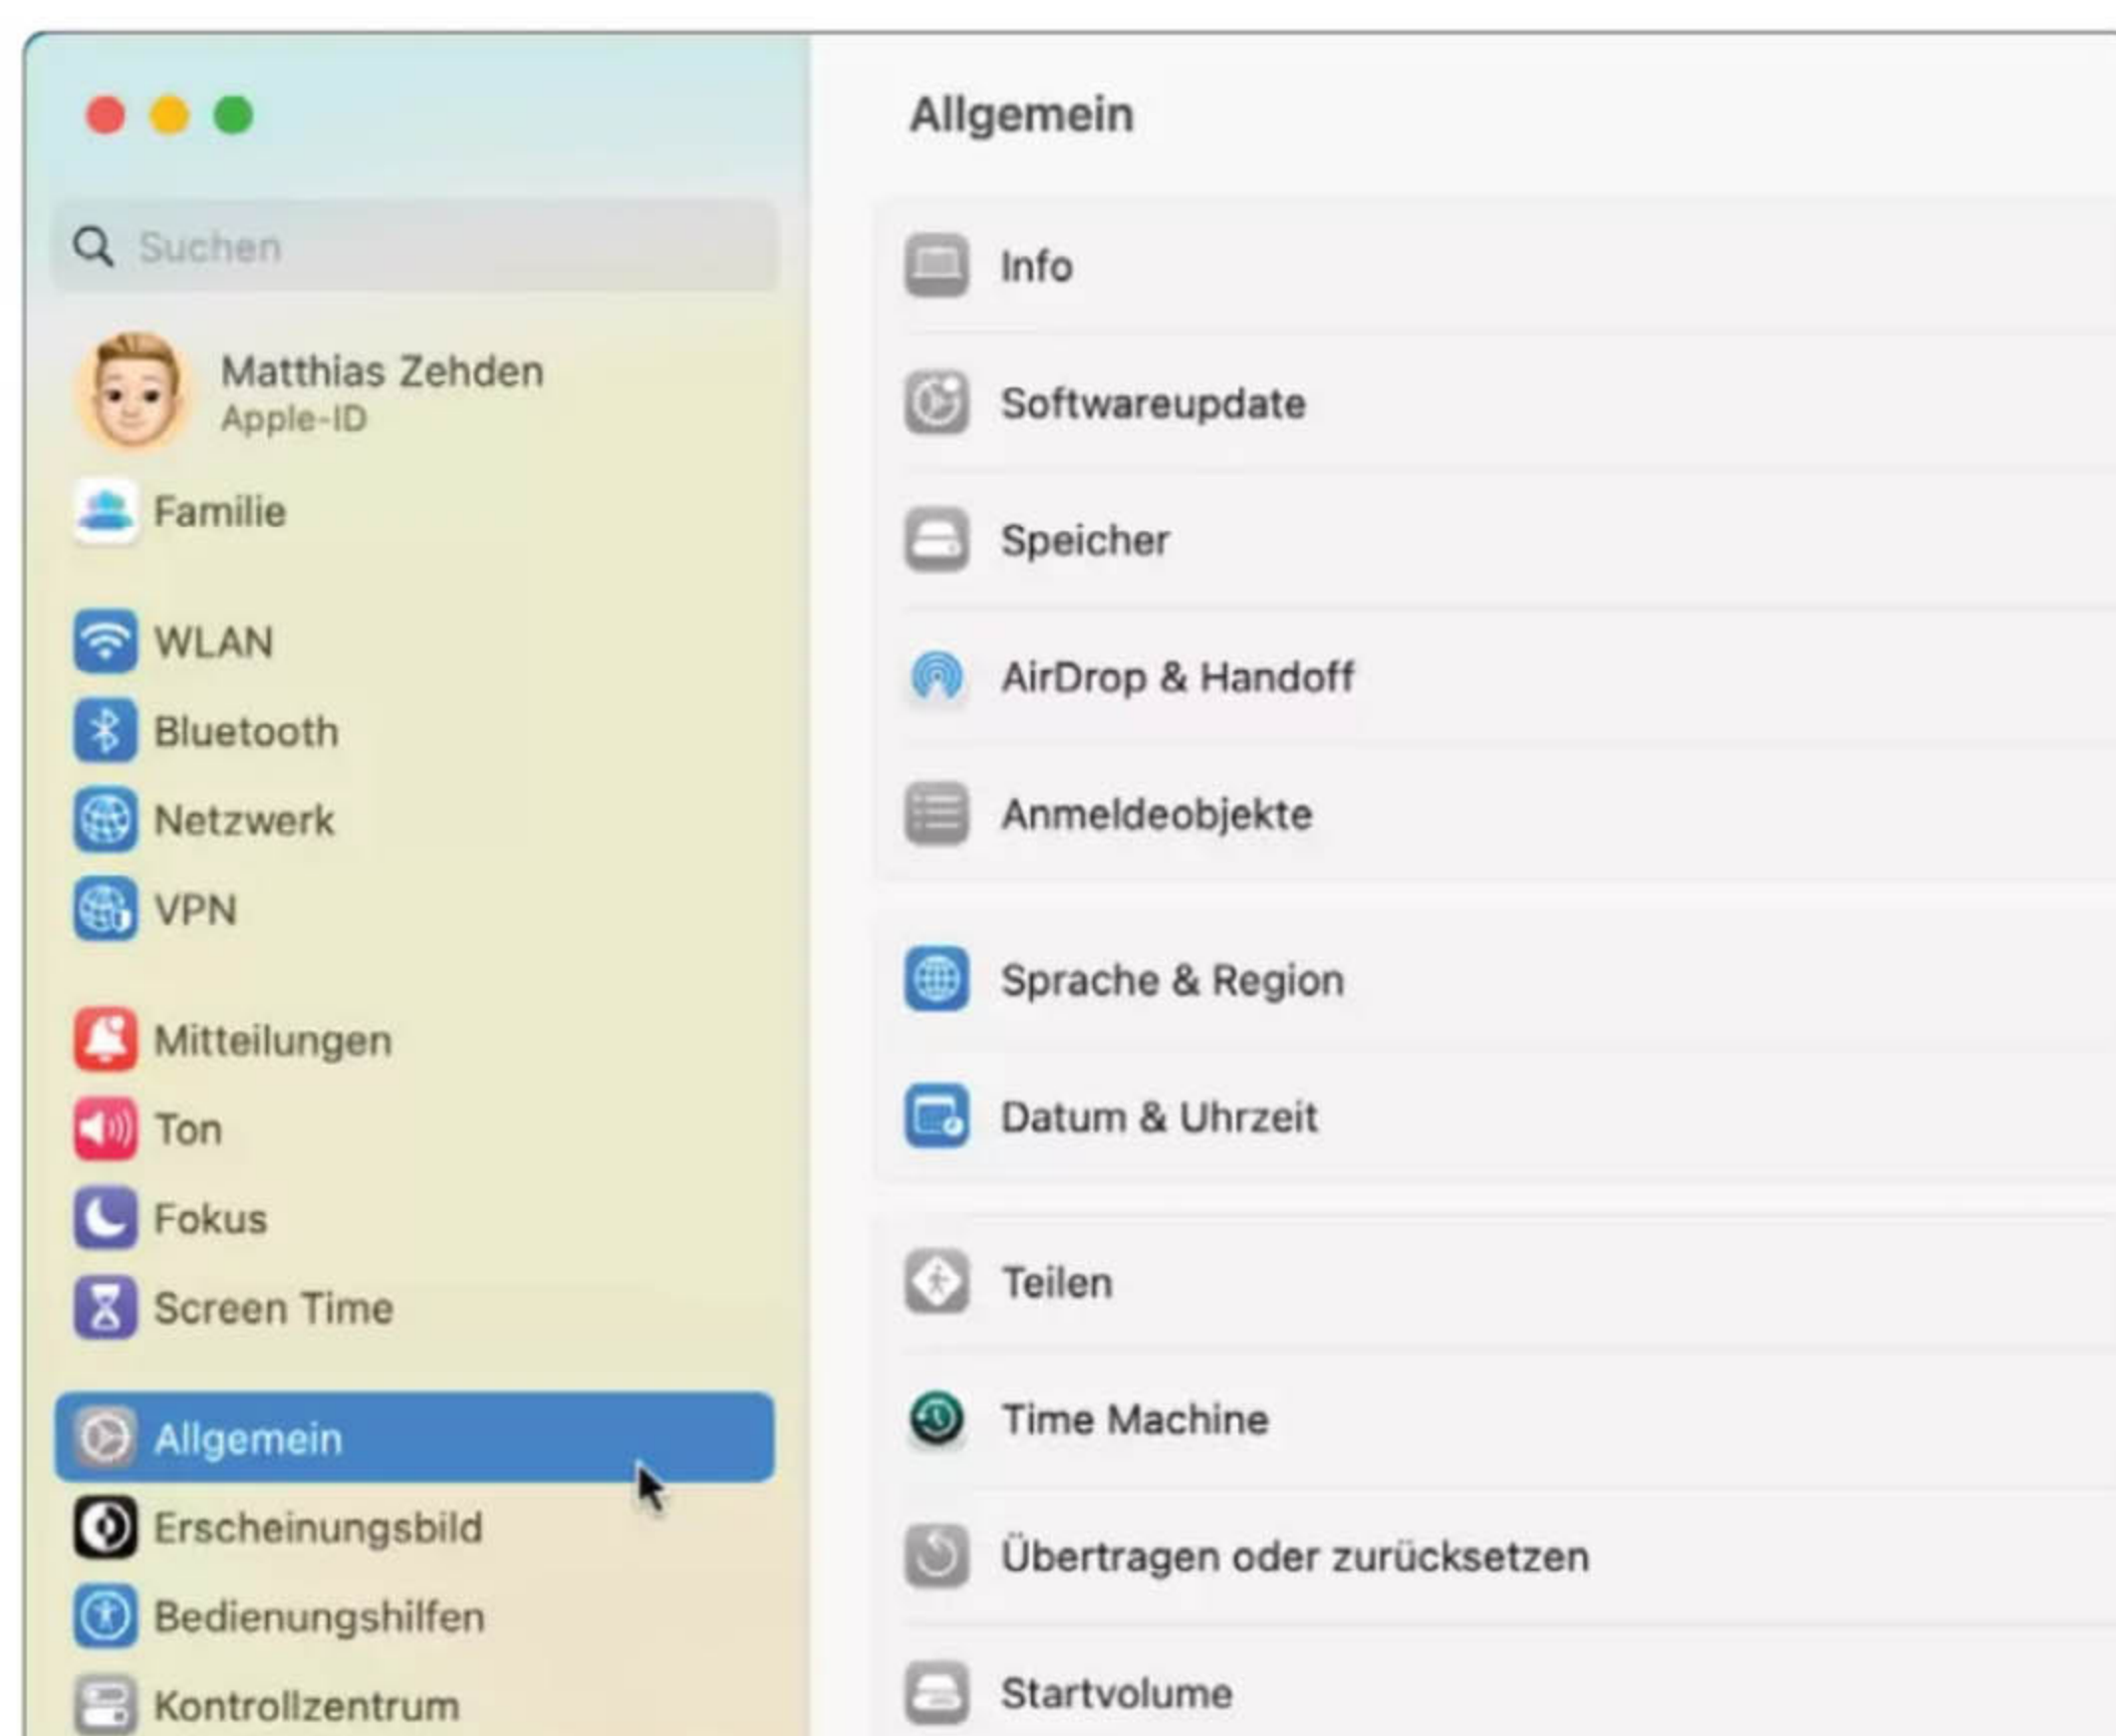 Suchen
Matthias Zehden
Apple-ID
Familie
WLAN
Bluetooth
Netzwerk
VPN
Mitteilungen
Ton
Fokus
Screen Time
Allgemein
Erscheinungsbild
Bedienungshilfen
Kontrollzentrum
Allgemein
Info
Softwareupdate
Speicher
AirDrop & Handoff
Anmeldeobjekte
Sprache & Region
Datum & Uhrzeit
Teilen
Time Machine
Übertragen oder zurücksetzen
Startvolume